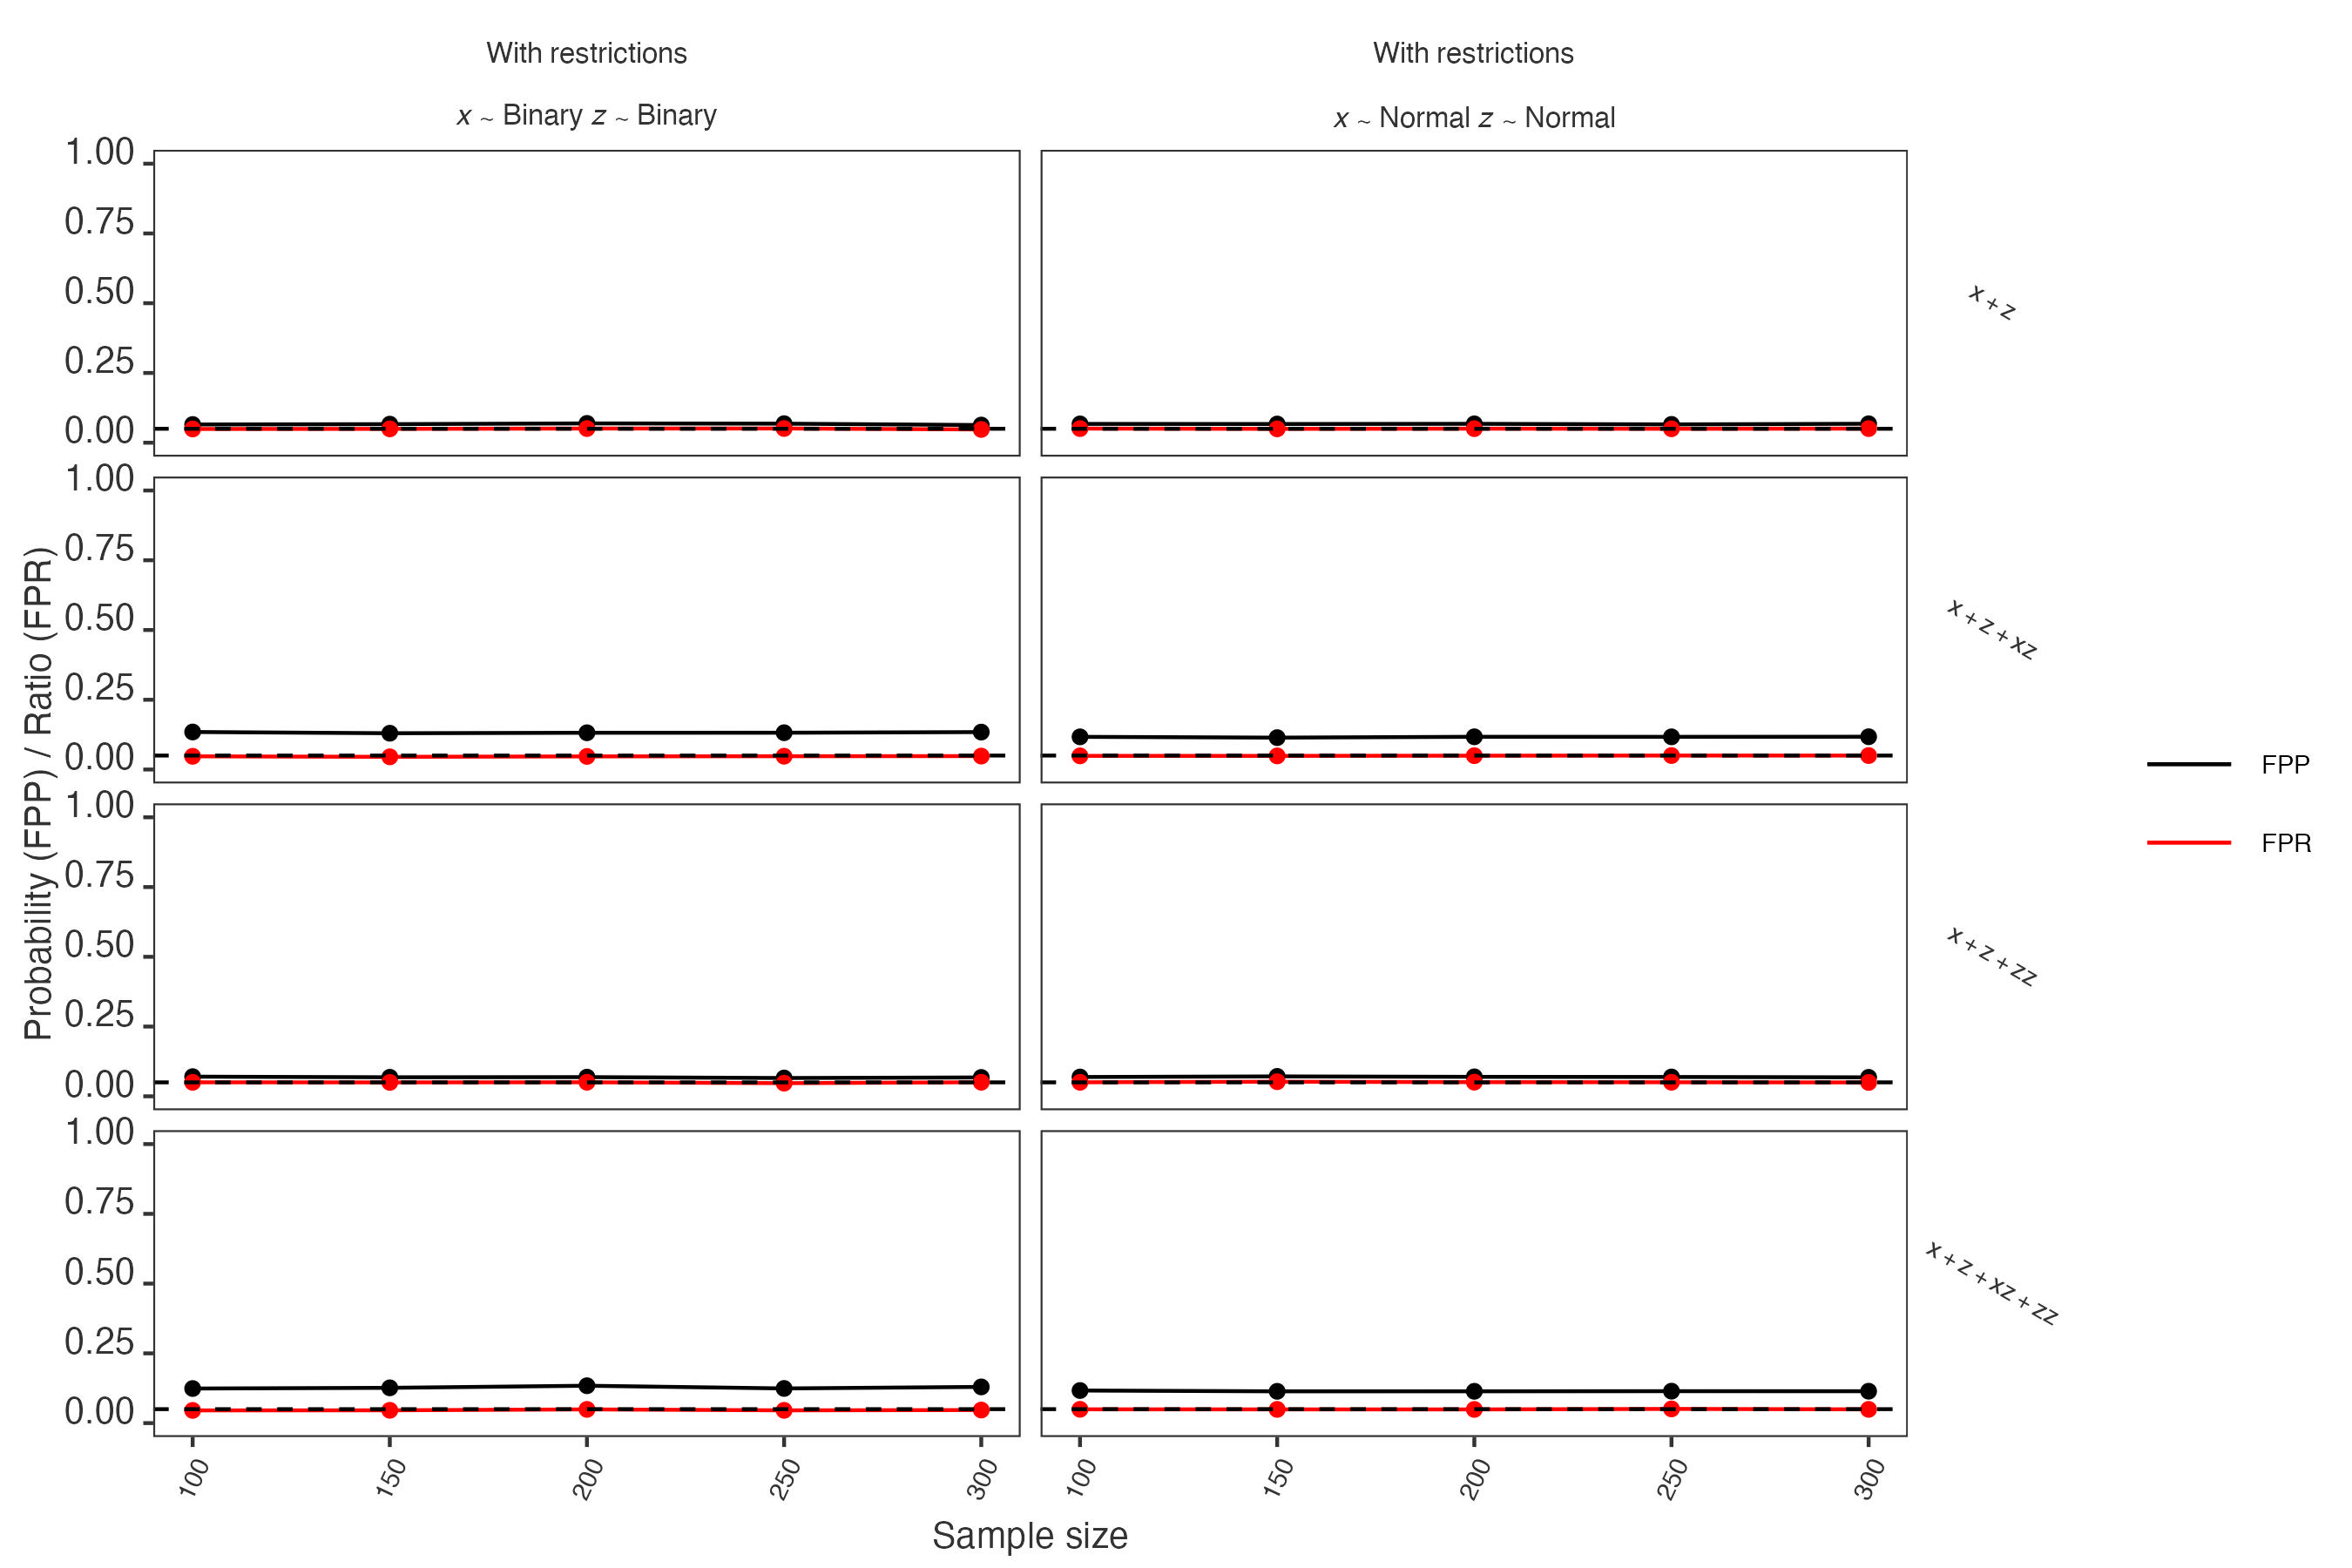 With restrictions
With restrictions
x ~ Binary z ~ Binary
x ~ Normal z ~ Normal
1.00
0.75
0.50
0.25
0.00
x + z
1.00
0.75
0.50
0.25
0.00
x + z + xz
1.00
0.75
0.50
0.25
0.00
x + z + zz
1.00
0.75
0.50
0.25
0.00
x + z + xz + zz
Probability (FPP) / Ratio (FPR)
100 150 200 250 300
100 150 200 250 300
Sample size
FPP
FPR